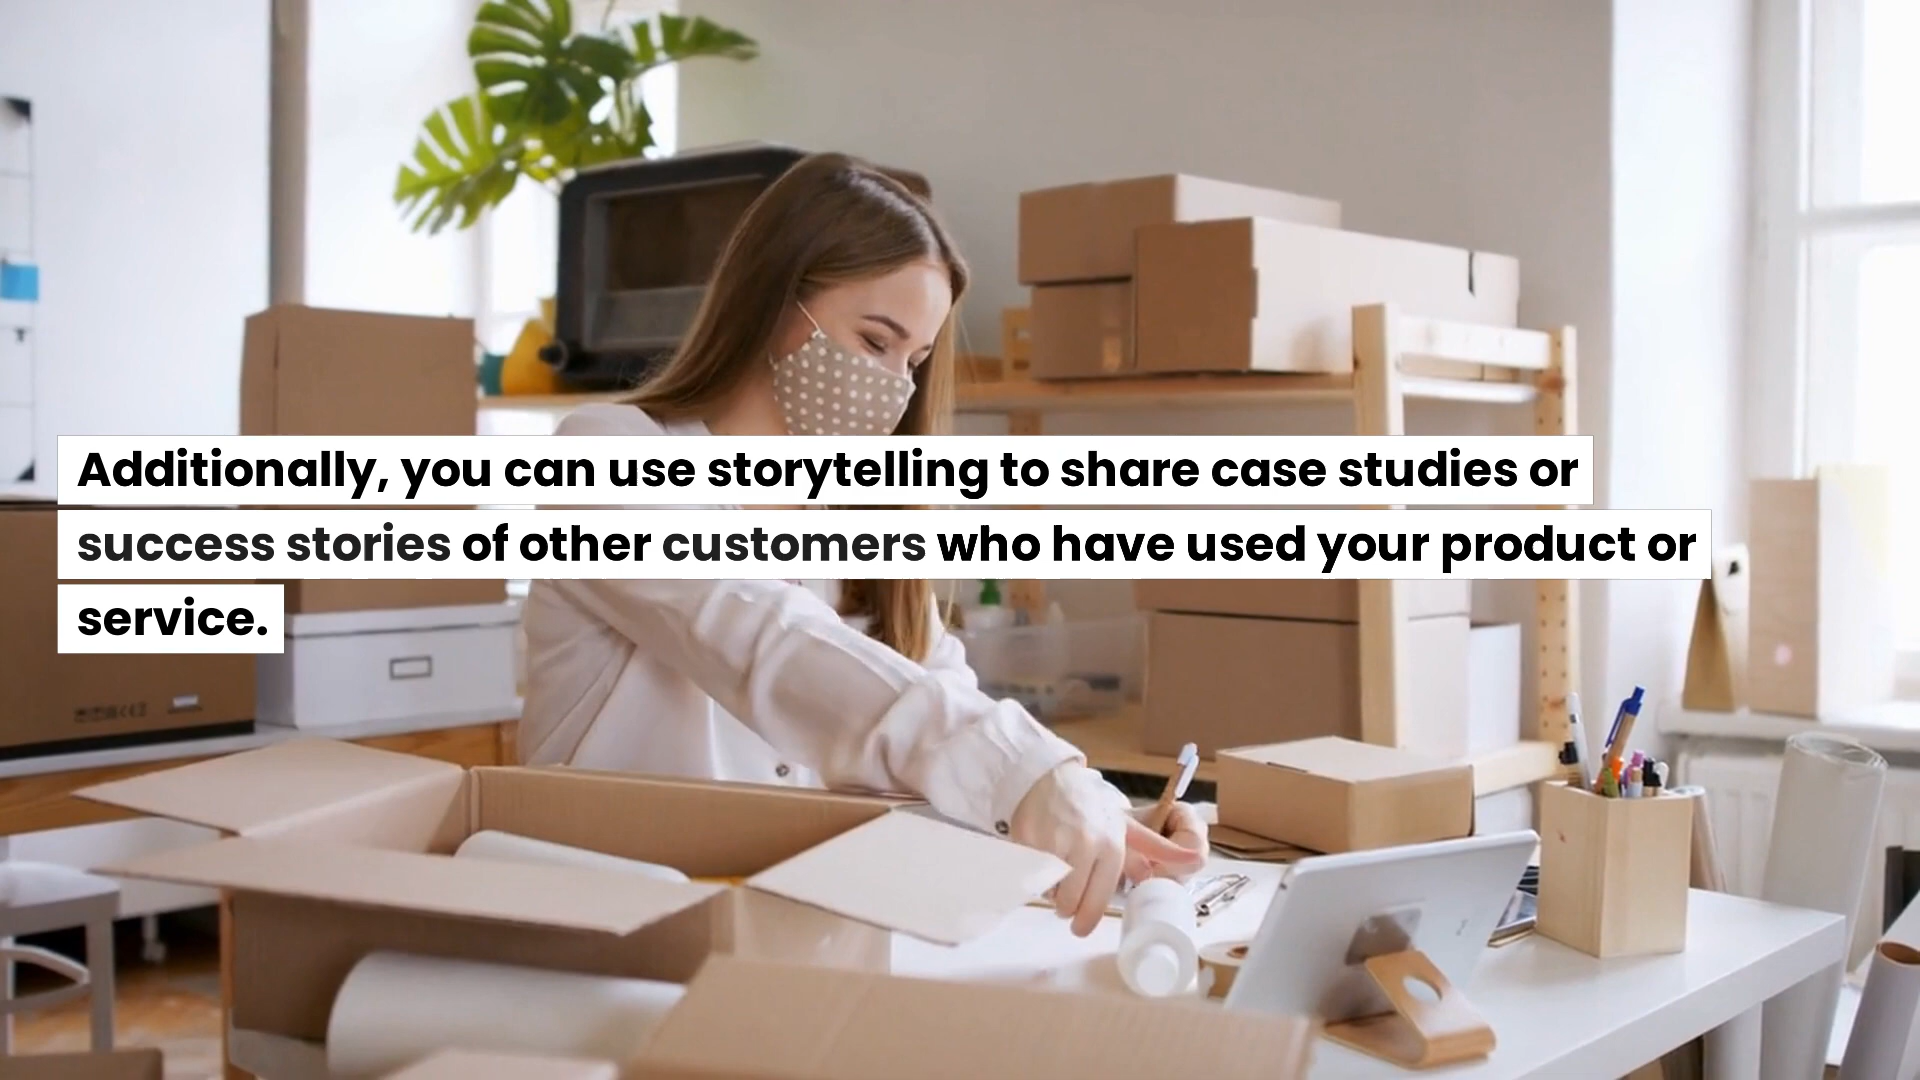 Additionally, you can use storytelling to share case studies or
success stories of other customers who have used your product or
service.